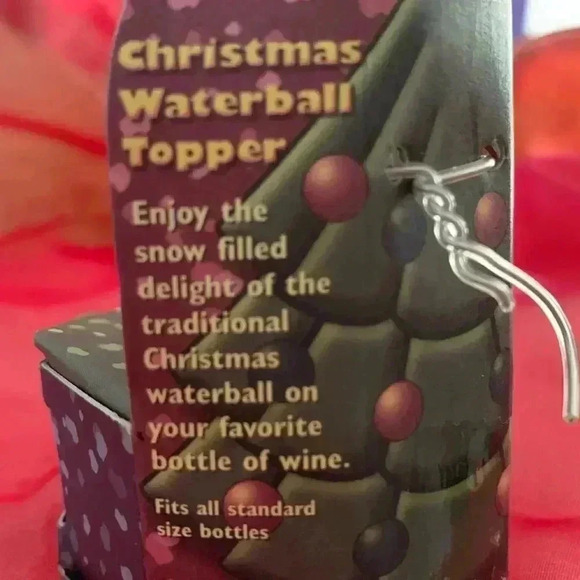 Christmas
Waterball
Topper
Enjoy the
snow filled
delight of the
traditional
Christmas
waterball on
your favorite
bottle of wine.
Fits all standard
size bottles